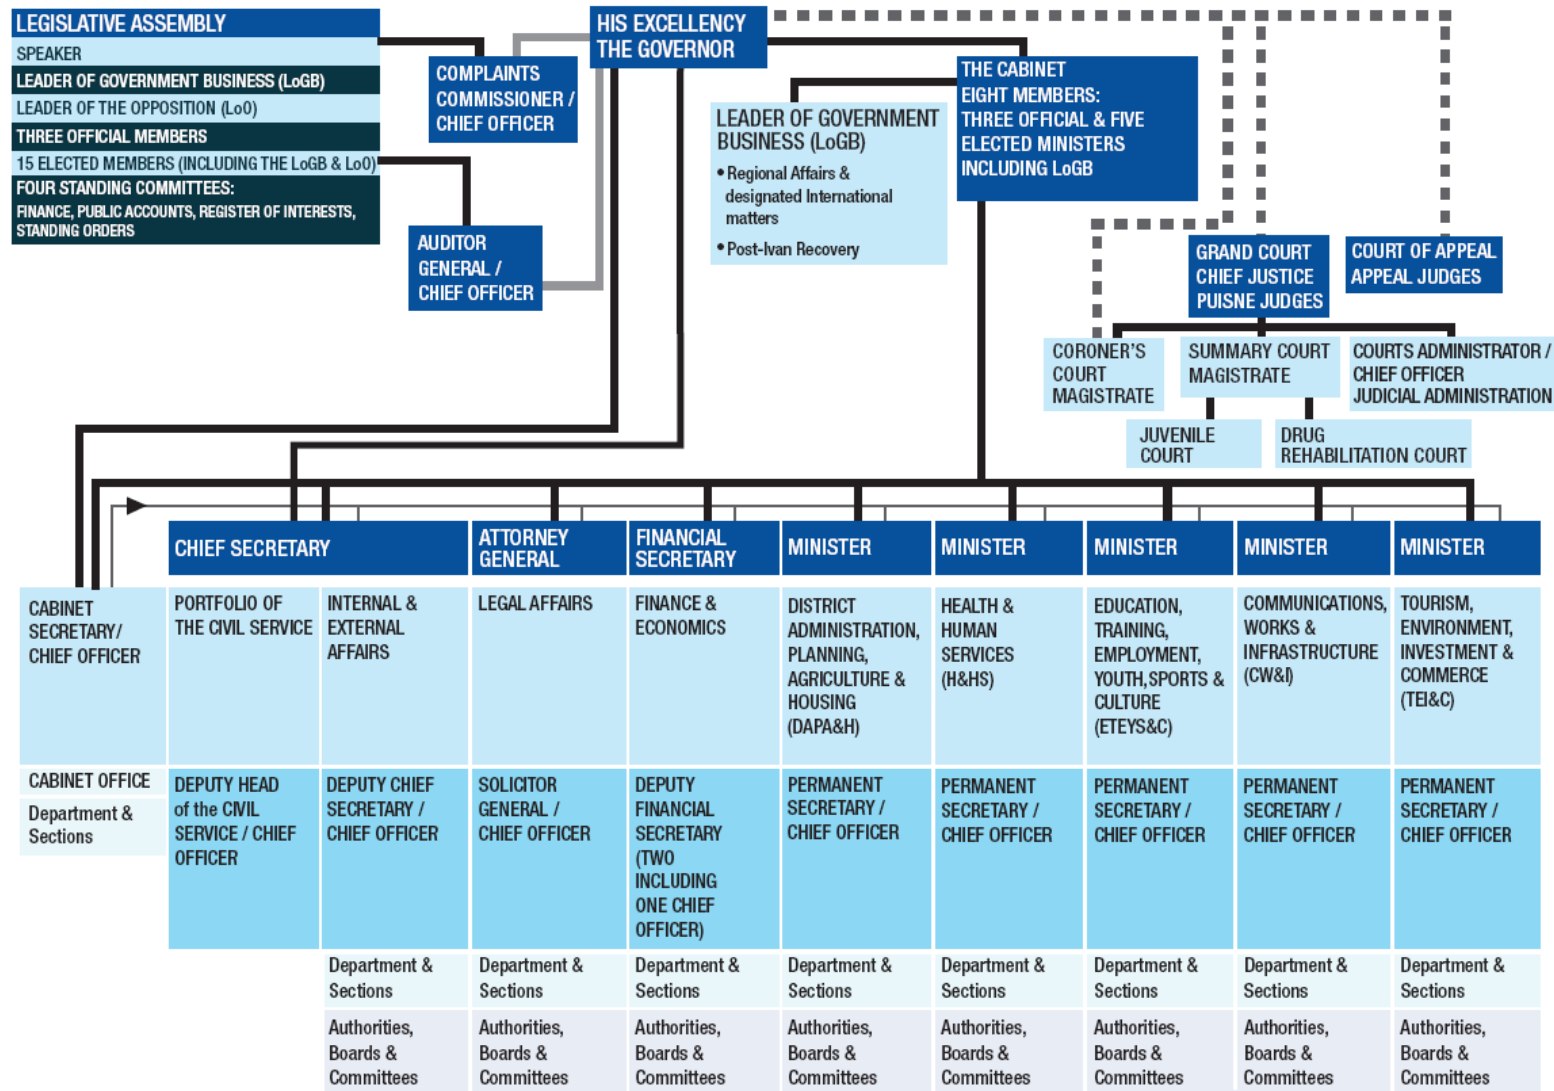 LEGISLATIVE ASSEMBLY
SPEAKER
LEADER OF GOVERNMENT BUSINESS (LoGB)
LEADER OF THE OPPOSITION (LoO)
THREE OFFICIAL MEMBERS
15 ELECTED MEMBERS (INCLUDING THE LoGB & LoO)
FOUR STANDING COMMITTEES:
FINANCE, PUBLIC ACCOUNTS, REGISTER OF INTERESTS,
STANDING ORDERS
COMPLAINTS
COMMISSIONER /
CHIEF OFFICER
AUDITOR
GENERAL /
CHIEF OFFICER
HIS EXCELLENCY
THE GOVERNOR
LEADER OF GOVERNMENT
BUSINESS (LoGB)
• Regional Affairs &
designated International
matters
• Post-Ivan Recovery
THE CABINET
EIGHT MEMBERS:
THREE OFFICIAL & FIVE
ELECTED MINISTERS
INCLUDING LoGB
GRAND COURT
CHIEF JUSTICE
PUISNE JUDGES
COURT OF APPEAL
APPEAL JUDGES
CORONER'S
COURT
MAGISTRATE
SUMMARY COURT
MAGISTRATE
COURTS ADMINISTRATOR /
CHIEF OFFICER
JUDICIAL ADMINISTRATION
JUVENILE
COURT
DRUG
REHABILITATION COURT
CHIEF SECRETARY
ATTORNEY
GENERAL
FINANCIAL
SECRETARY
MINISTER
MINISTER
MINISTER
MINISTER
MINISTER
CABINET
SECRETARY/
CHIEF OFFICER
PORTFOLIO OF
THE CIVIL SERVICE
INTERNAL &
EXTERNAL
AFFAIRS
LEGAL AFFAIRS
FINANCE &
ECONOMICS
DISTRICT
ADMINISTRATION,
PLANNING,
AGRICULTURE &
HOUSING
(DAPA&H)
HEALTH &
HUMAN
SERVICES
(H&HS)
EDUCATION,
TRAINING,
EMPLOYMENT,
YOUTH,SPORTS &
CULTURE
(ETEYS&C)
COMMUNICATIONS,
WORKS &
INFRASTRUCTURE
(CW&I)
TOURISM,
ENVIRONMENT,
INVESTMENT &
COMMERCE
(TEI&C)
CABINET OFFICE
Department &
Sections
DEPUTY HEAD
of the CIVIL
SERVICE / CHIEF
OFFICER
DEPUTY CHIEF
SECRETARY /
CHIEF OFFICER
SOLICITOR
GENERAL /
CHIEF OFFICER
DEPUTY
FINANCIAL
SECRETARY
(TWO
INCLUDING
ONE CHIEF
OFFICER)
PERMANENT
SECRETARY /
CHIEF OFFICER
PERMANENT
SECRETARY /
CHIEF OFFICER
PERMANENT
SECRETARY /
CHIEF OFFICER
PERMANENT
SECRETARY /
CHIEF OFFICER
PERMANENT
SECRETARY /
CHIEF OFFICER
Department &
Sections
Department &
Sections
Department &
Sections
Department &
Sections
Department &
Sections
Department &
Sections
Department &
Sections
Department &
Sections
Authorities,
Boards &
Committees
Authorities,
Boards &
Committees
Authorities,
Boards &
Committees
Authorities,
Boards &
Committees
Authorities,
Boards &
Committees
Authorities,
Boards &
Committees
Authorities,
Boards &
Committees
Authorities,
Boards &
Committees